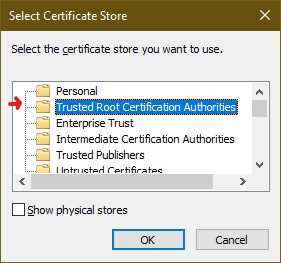 Select Certificate Store
Select the certificate store you want to use.
Personal
Trusted Root Certification Authorities
Enterprise Trust
Intermediate Certification Authorities
Trusted Publishers
Untrusted Certificates
Show physical stores
OK
Cancel